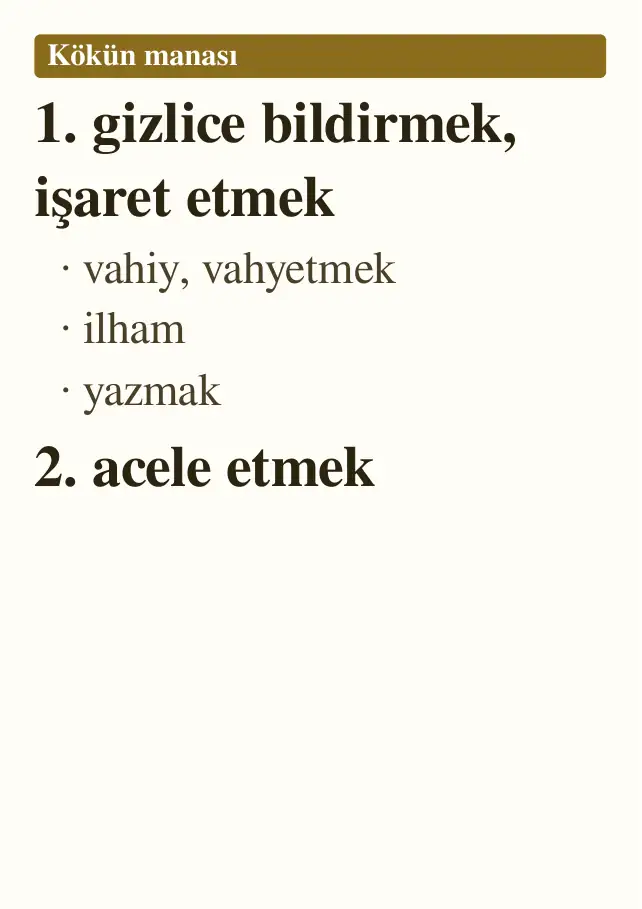 Kökün manası
1. gizlice bildirmek,
işaret etmek
· vahiy, vahyetmek
· ilham
· yazmak
2. acele etmek